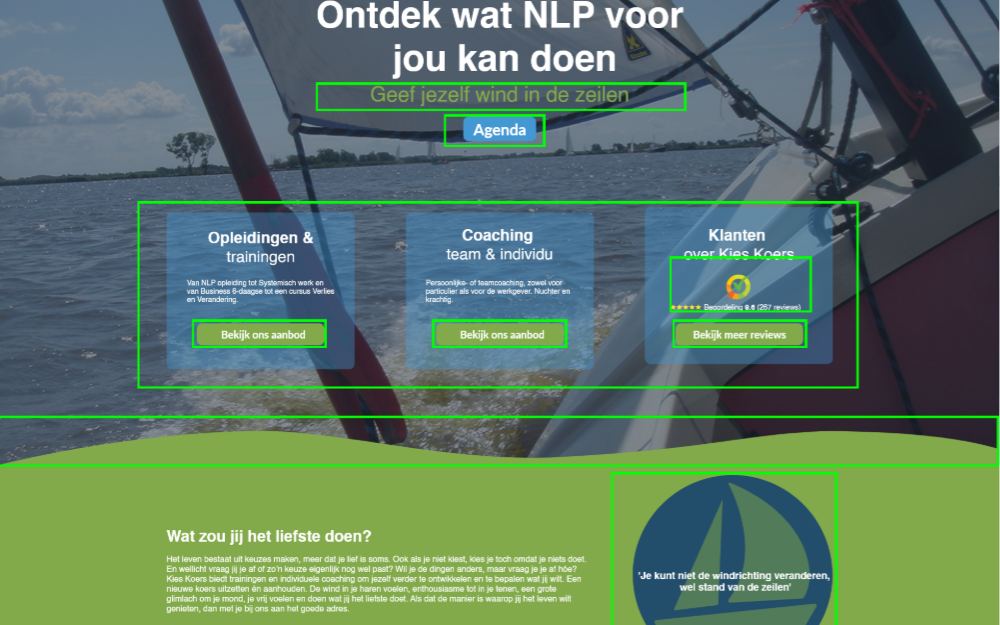 Ontdek wat NLP voor
jou kan doen
Geef jezelf wind in de zeilen
Agenda
Opleidingen &
trainingen
Van NLP opleiding tot Systemisch werk en
van Business 6-daagse tot een cursus Verlies
en Verandering.
Bekijk ons aanbod
Coaching
team & individu
Persoonlijke- of teamcoaching, zowel voor
particulier als voor de werkgever. Nuchter en
krachtig.
Bekijk ons aanbod
Klanten
over Kies Koers
★★★★★ Beoordeling 9.6 (267 reviews)
Bekijk meer reviews
Wat zou jij het liefste doen?
Het leven bestaat uit keuzes maken, meer dat je lief is soms. Ook als je niet kiest, kies je toch omdat je niets doet.
En wellicht vraag jij je af of zo'n keuze eigenlijk nog wel past? Wil je de dingen anders, maar vraag je je af hóe?
Kies Koers biedt trainingen en individuele coaching om jezelf verder te ontwikkelen en te bepalen wat jij wilt. Een
nieuwe koers uitzetten en aanhouden. De wind in je haren voelen, enthousiasme tot in je tenen, een grote
glimlach om je mond, je vrij voelen en doen wat jij het liefste doet. Als dat de manier is waarop jij het leven wilt
genieten, dan met je bij ons aan het goede adres.
'Je kunt niet de windrichting veranderen,
wel stand van de zeilen'